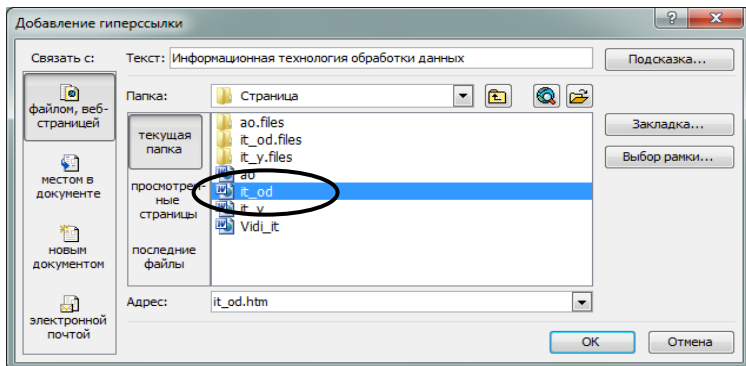 Добавление гиперссылки
Связать с:
Текст: Информационная технология обработки данных
Подсказка...
файлом, веб-
страницей
Папка:
Страница
текущая
папка
ao.files
it_od.files
it_y.files
ao
it_od
it_y
Vidi_it
Закладка...
Выбор рамки...
местом в
документе
просмотрен-
ные
страницы
новым
документом
последние
файлы
Адрес:
it_od.htm
электронной
почтой
ОК
Отмена